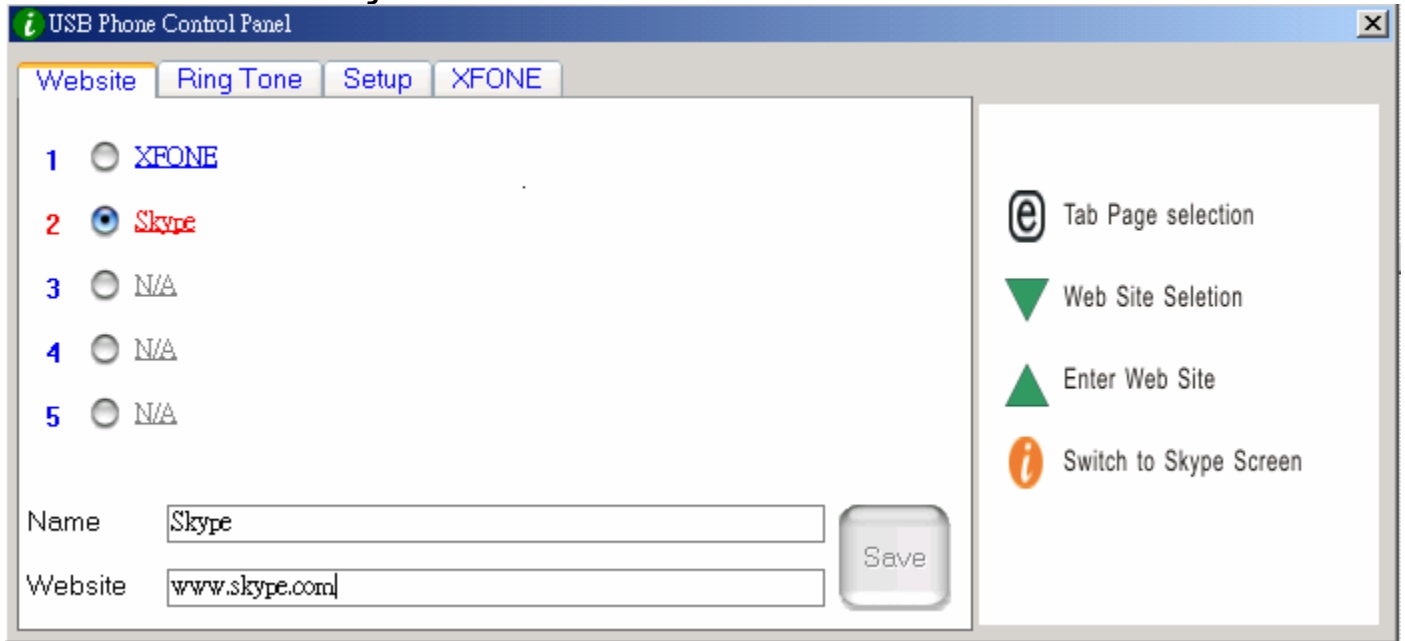 USB Phone Control Panel
Website Ring Tone Setup XFONE
1 XFONE
2 Skype
3 N/A
4 N/A
5 N/A
Name Skype
Website www.skype.com
Save
e Tab Page selection
Web Site Seletion
Enter Web Site
i Switch to Skype Screen